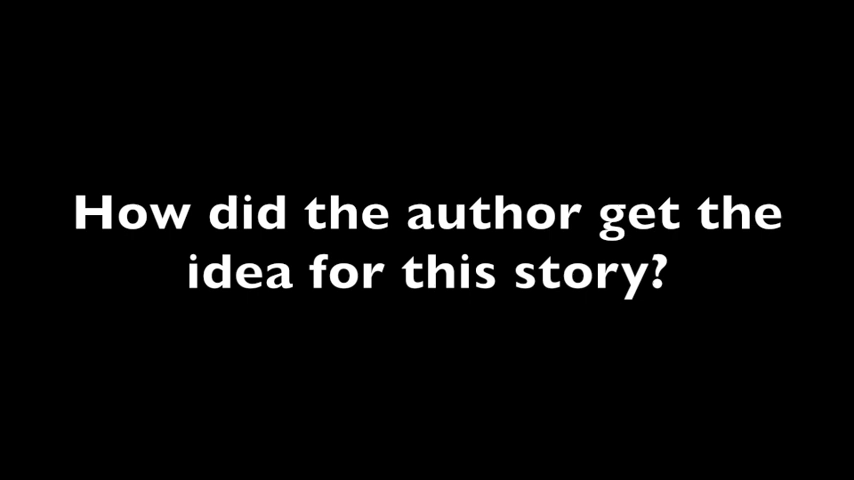 How did the author get the
idea for this story?